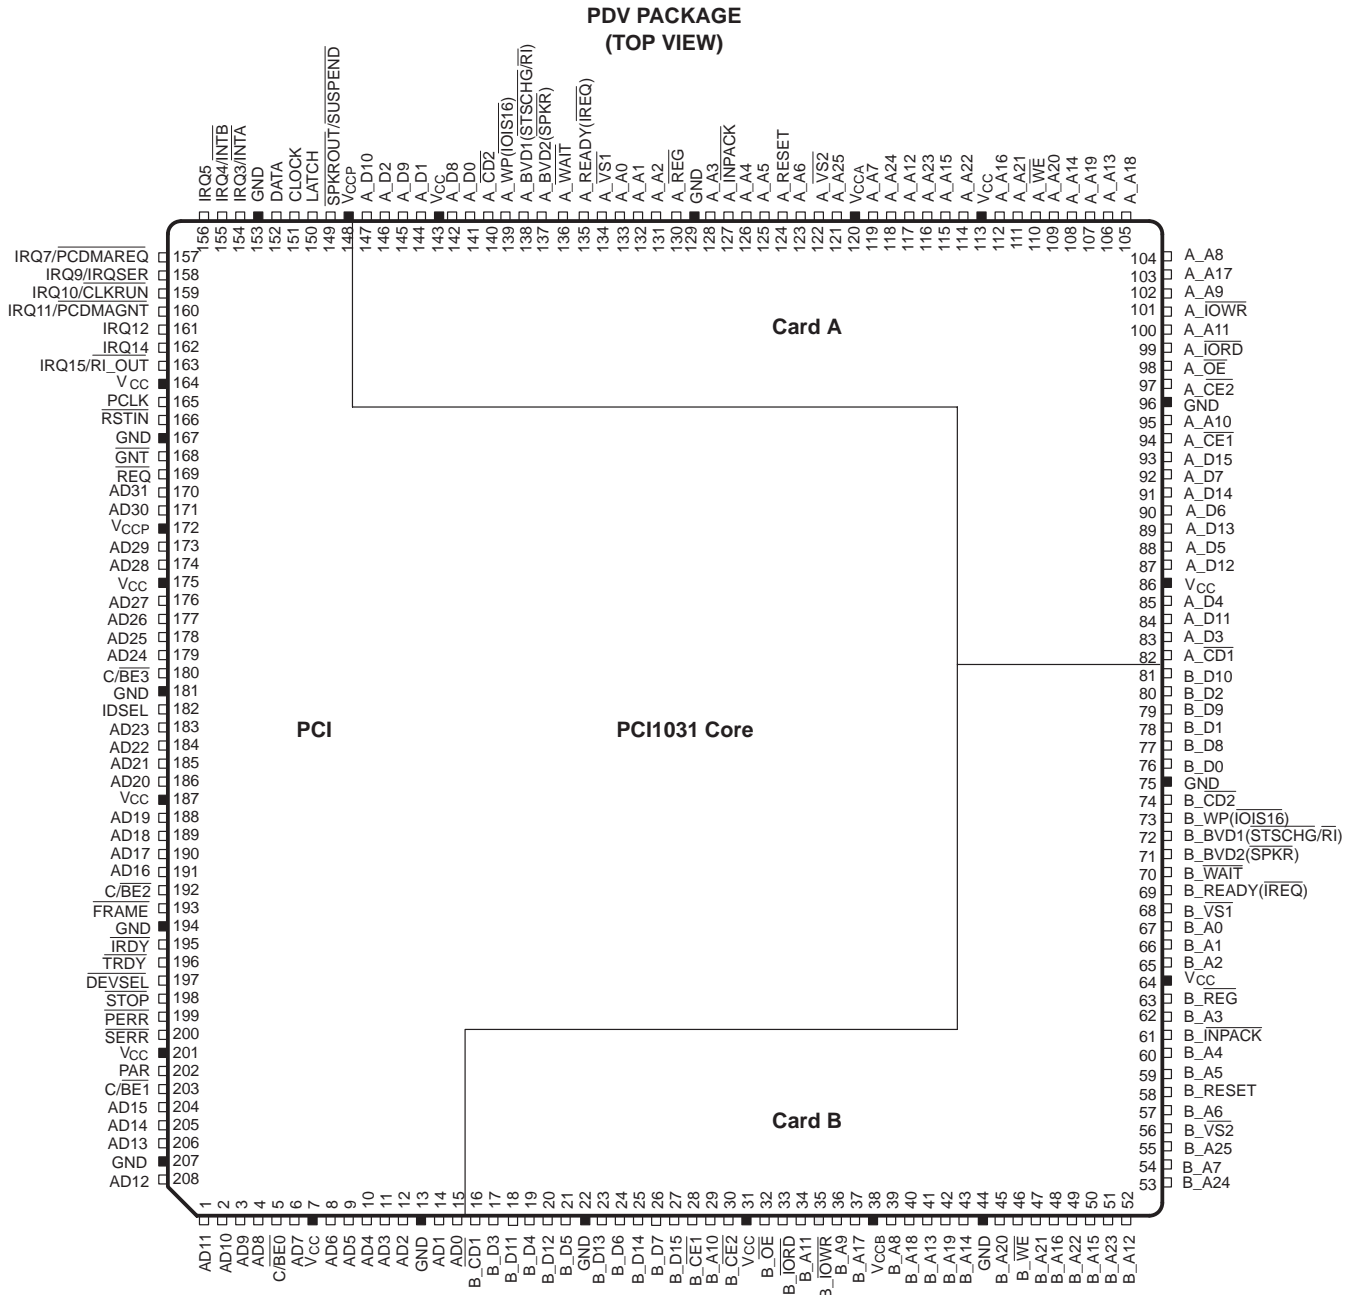 PDV PACKAGE
(TOP VIEW)
IRQ5
IRQ4/INTB
IRQ3/INTA
GND
DATA
CLOCK
LATCH
SPKROUT/SUSPEND
VCCP
A_D10
A_D2
A_D9
A_D1
VCC
A_D8
A_D0
A_CD2
A_WP(IOIS16)
A_BVD1(STSCHG/RI)
A_BVD2(SPKR)
A_WAIT
A_READY(IREQ)
A_VS1
A_A0
A_A1
A_A2
A_REG
GND
A_A3
A_INPACK
A_A4
A_A5
A_RESET
A_A6
A_VS2
A_A25
VCCA
A_A7
A_A24
A_A12
A_A23
A_A15
A_A22
VCC
A_A16
A_A21
A_WE
A_A20
A_A14
A_A19
A_A13
A_A18
156 155 154 153 152 151 150 149 148 147 146 145 144 143 142 141 140 139 138 137 136 135 134 133 132 131 130 129 128 127 126 125 124 123 122 121 120 119 118 117 116 115 114 113 112 111 110 109 108 107 106 105
IRQ7/PCDMAREQ 157
IRQ9/IRQSER 158
IRQ10/CLKRUN 159
IRQ11/PCDMAGNT 160
IRQ12 161
IRQ14 162
IRQ15/RI_OUT 163
VCC 164
PCLK 165
RSTIN 166
GND 167
GNT 168
REQ 169
AD31 170
AD30 171
VCCP 172
AD29 173
AD28 174
VCC 175
AD27 176
AD26 177
AD25 178
AD24 179
C/BE3 180
GND 181
IDSEL 182
AD23 183
AD22 184
AD21 185
AD20 186
VCC 187
AD19 188
AD18 189
AD17 190
AD16 191
C/BE2 192
FRAME 193
GND 194
IRDY 195
TRDY 196
DEVSEL 197
STOP 198
PERR 199
SERR 200
VCC 201
PAR 202
C/BE1 203
AD15 204
AD14 205
AD13 206
GND 207
AD12 208
Card A
PCI
PCI1031 Core
Card B
104 A_A8
103 A_A17
102 A_A9
101 A_IOWR
100 A_A11
99 A_IORD
98 A_OE
97 A_CE2
96 GND
95 A_A10
94 A_CE1
93 A_D15
92 A_D7
91 A_D14
90 A_D6
89 A_D13
88 A_D5
87 A_D12
86 VCC
85 A_D4
84 A_D11
83 A_D3
82 A_CD1
81 B_D10
80 B_D2
79 B_D9
78 B_D1
77 B_D8
76 B_D0
75 GND
74 B_CD2
73 B_WP(IOIS16)
72 B_BVD1(STSCHG/RI)
71 B_BVD2(SPKR)
70 B_WAIT
69 B_READY(IREQ)
68 B_VS1
67 B_A0
66 B_A1
65 B_A2
64 VCC
63 B_REG
62 B_A3
61 B_INPACK
60 B_A4
59 B_A5
58 B_RESET
57 B_A6
56 B_VS2
55 B_A25
54 B_A7
53 B_A24
1 2 3 4 5 6 7 8 9 10 11 12 13 14 15 16 17 18 19 20 21 22 23 24 25 26 27 28 29 30 31 32 33 34 35 36 37 38 39 40 41 42 43 44 45 46 47 48 49 50 51 52
AD11
AD10
AD9
AD8
C/BE0
AD7
VCC
AD6
AD5
AD4
AD3
AD2
GND
AD1
AD0
B_CD1
B_D3
B_D11
B_D4
B_D12
B_D5
GND
B_D13
B_D6
B_D14
B_D7
B_D15
B_CE1
B_A10
B_CE2
VCC
B_OE
B_IORD
B_A11
B_IOWR
B_A9
B_A17
VCCB
B_A8
B_A18
B_A13
B_A19
B_A14
GND
B_A20
B_WE
B_A21
B_A16
B_A22
B_A15
B_A23
B_A12